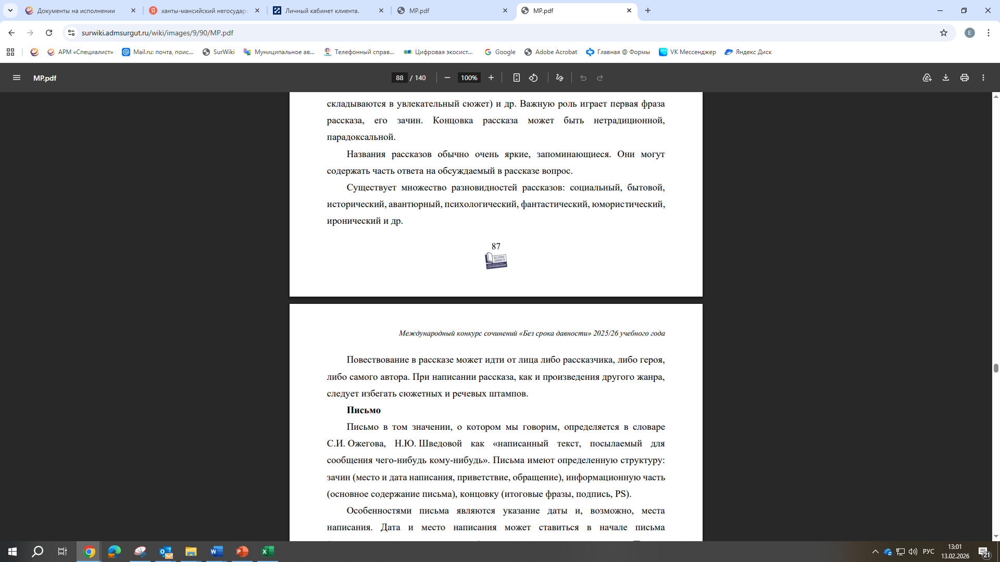 Документы на исполнении
ханты-мансийский негосударс
Личный кабинет клиента.
MP.pdf
MP.pdf
surwiki.admsurgut.ru/wiki/images/9/90/MP.pdf
E
АРМ «Специалист»
Mail.ru: почта, поис...
SurWiki
Муниципальное ав...
Телефонный справ...
Цифровая экосист...
Google
Adobe Acrobat
Главная @ Формы
VK Мессенджер
Яндекс Диск
MP.pdf
88 / 140
100%
складываются в увлекательный сюжет) и др. Важную роль играет первая фраза
рассказа, его зачин. Концовка рассказа может быть нетрадиционной,
парадоксальной.
Названия рассказов обычно очень яркие, запоминающиеся. Они могут
содержать часть ответа на обсуждаемый в рассказе вопрос.
Существует множество разновидностей рассказов: социальный, бытовой,
исторический, авантюрный, психологический, фантастический, юмористический,
иронический и др.
87
БЕЗ СРОКА
ДАВНОСТИ
СОЧИНЕНИЙ
Международный конкурс сочинений «Без срока давности» 2025/26 учебного года
Повествование в рассказе может идти от лица либо рассказчика, либо героя,
либо самого автора. При написании рассказа, как и произведения другого жанра,
следует избегать сюжетных и речевых штампов.
Письмо
Письмо в том значении, о котором мы говорим, определяется в словаре
С.И. Ожегова, Н.Ю. Шведовой как «написанный текст, посылаемый для
сообщения чего-нибудь кому-нибудь». Письма имеют определенную структуру:
зачин (место и дата написания, приветствие, обращение), информационную часть
(основное содержание письма), концовку (итоговые фразы, подпись, PS).
Особенностями письма являются указание даты и, возможно, места
написания. Дата и место написания может ставиться в начале письма
РУС
13:01
13.02.2026
21